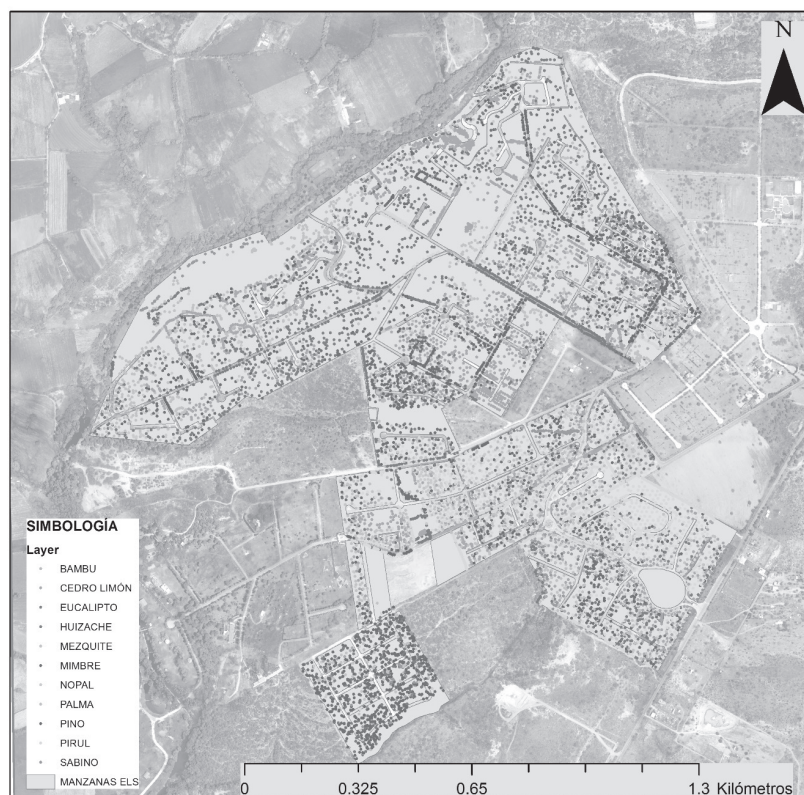 N
SIMBOLOGÍA
Layer
BAMBU
CEDRO LIMÓN
EUCALIPTO
HUIZACHE
MEZQUITE
MIMBRE
NOPAL
PALMA
PINO
PIRUL
SABINO
MANZANAS ELS
0 0.325 0.65 1.3 Kilómetros